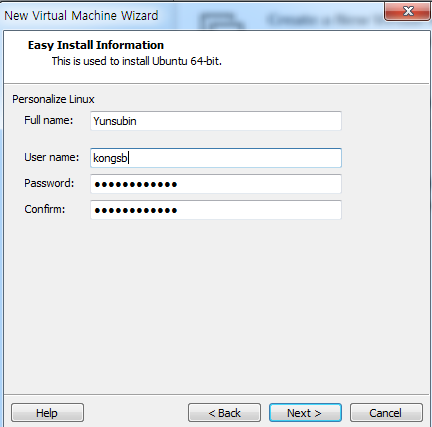 New Virtual Machine Wizard
Easy Install Information
This is used to install Ubuntu 64-bit.
Personalize Linux
Full name: Yunsubin
User name: kongsb
Password: ●●●●●●●●●●●●
Confirm: ●●●●●●●●●●●●
Help < Back Next > Cancel